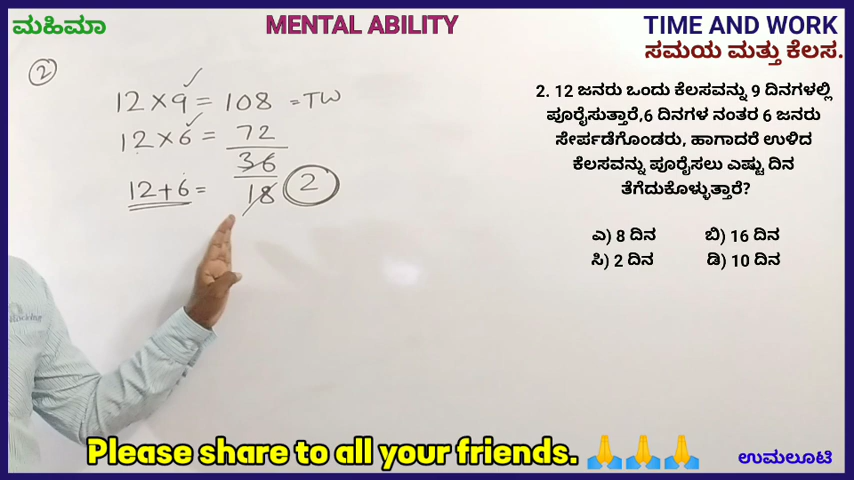 ಮಹಿಮಾ
MENTAL ABILITY
TIME AND WORK
ಸಮಯ ಮತ್ತು ಕೆಲಸ.
2
12 × 9 = 108 = TW
12 × 6 = 72
36
12 + 6 = 18
2
2. 12 ಜನರು ಒಂದು ಕೆಲಸವನ್ನು 9 ದಿನಗಳಲ್ಲಿ
ಪೂರೈಸುತ್ತಾರೆ,6 ದಿನಗಳ ನಂತರ 6 ಜನರು
ಸೇರ್ಪಡೆಗೊಂಡರು, ಹಾಗಾದರೆ ಉಳಿದ
ಕೆಲಸವನ್ನು ಪೂರೈಸಲು ಎಷ್ಟು ದಿನ
ತೆಗೆದುಕೊಳ್ಳುತ್ತಾರೆ?
ಎ) 8 ದಿನ ಬಿ) 16 ದಿನ
ಸಿ) 2 ದಿನ ಡಿ) 10 ದಿನ
Please share to all your friends. 🙏🙏🙏
ಉಮಲೂಟಿ